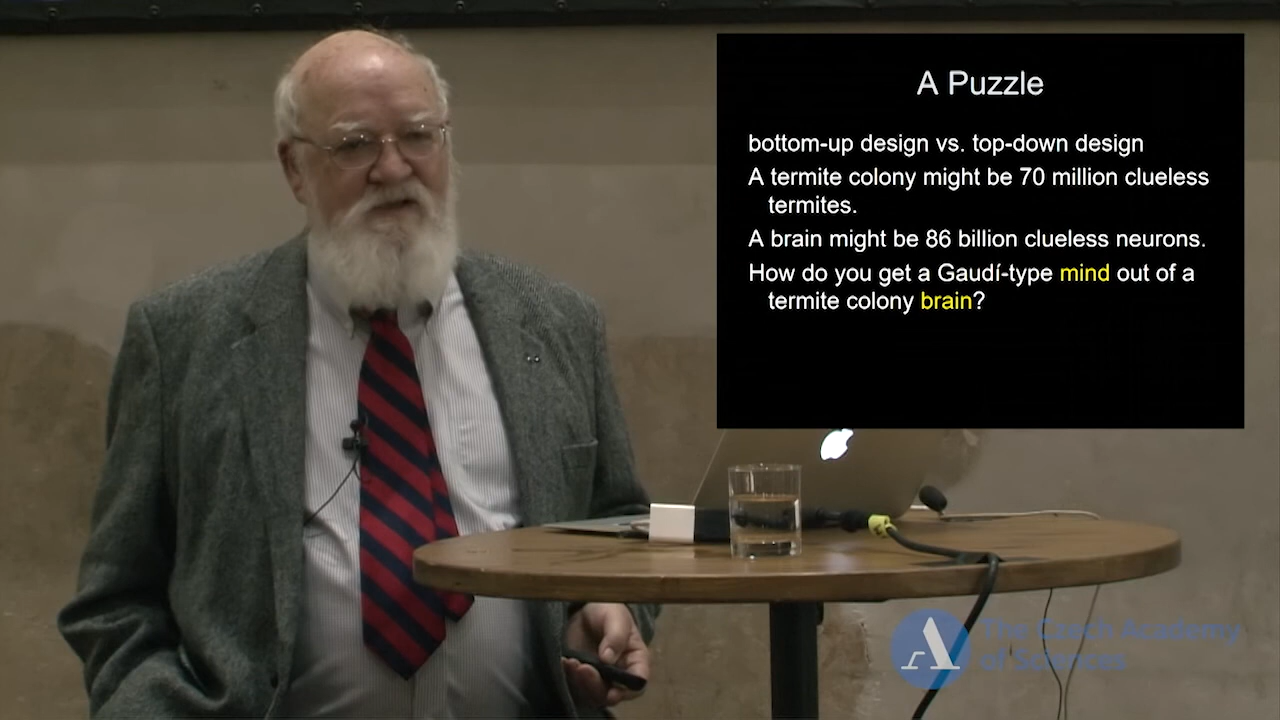 A Puzzle
bottom-up design vs. top-down design
A termite colony might be 70 million clueless
termites.
A brain might be 86 billion clueless neurons.
How do you get a Gaudí-type mind out of a
termite colony brain?
A
The Czech Academy
of Sciences